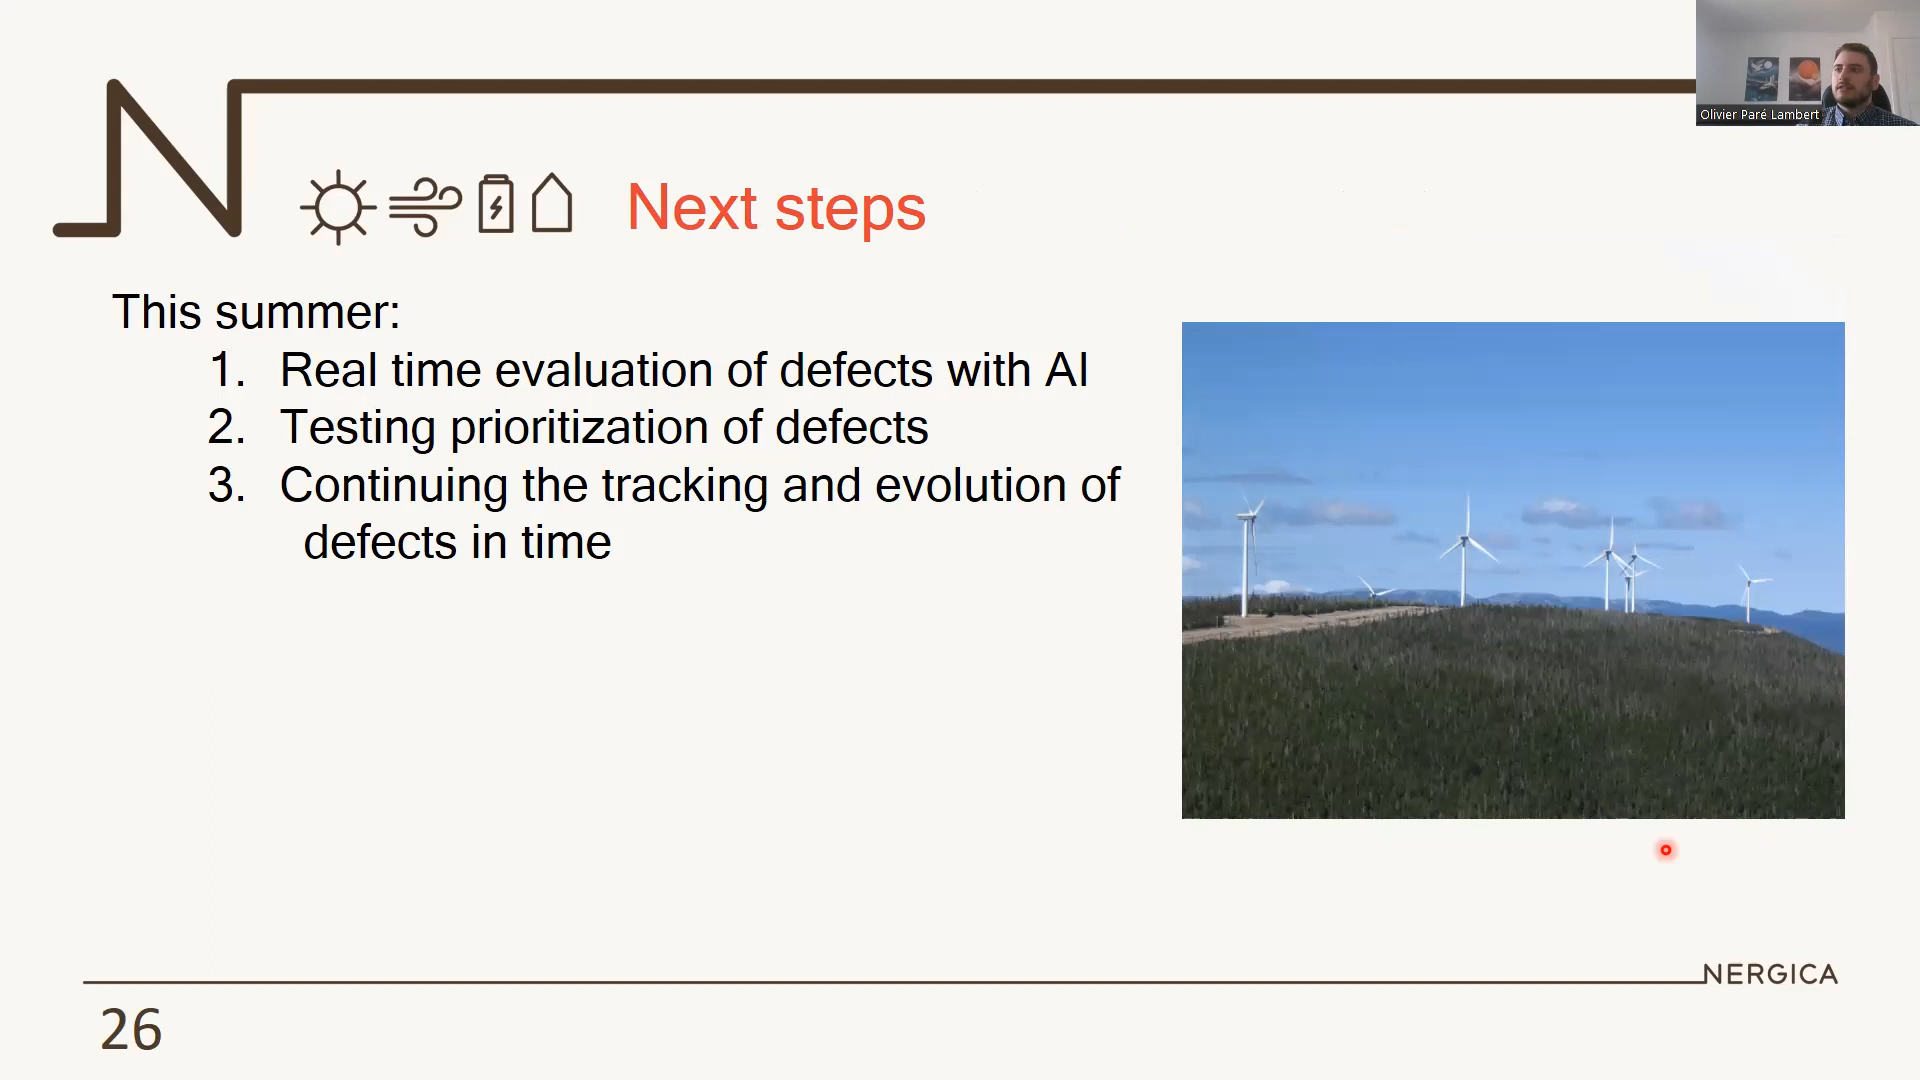 Olivier Paré Lambert
Next steps
This summer:
1. Real time evaluation of defects with AI
2. Testing prioritization of defects
3. Continuing the tracking and evolution of
defects in time
NERGICA
26